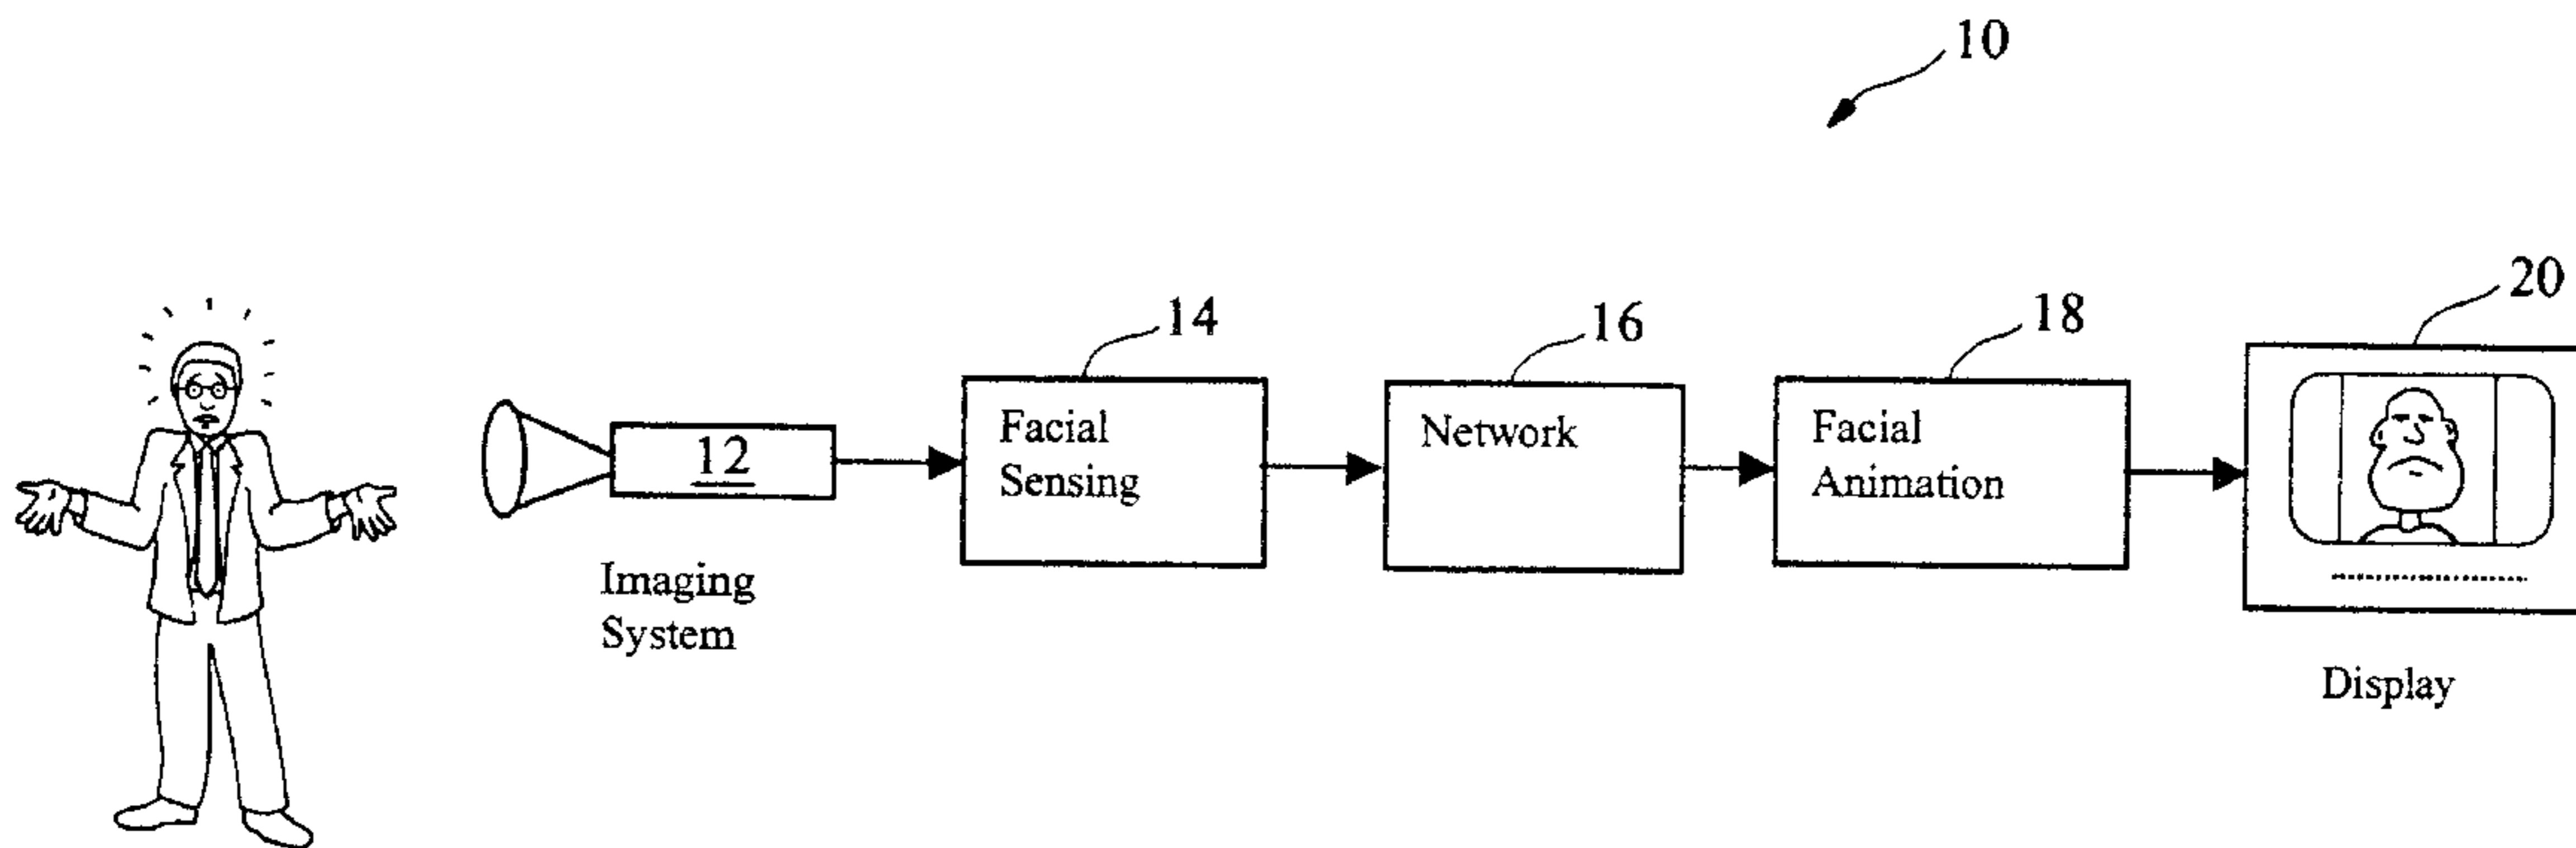 10
14
16
18
20
12
Facial
Sensing
Network
Facial
Animation
Imaging
System
Display